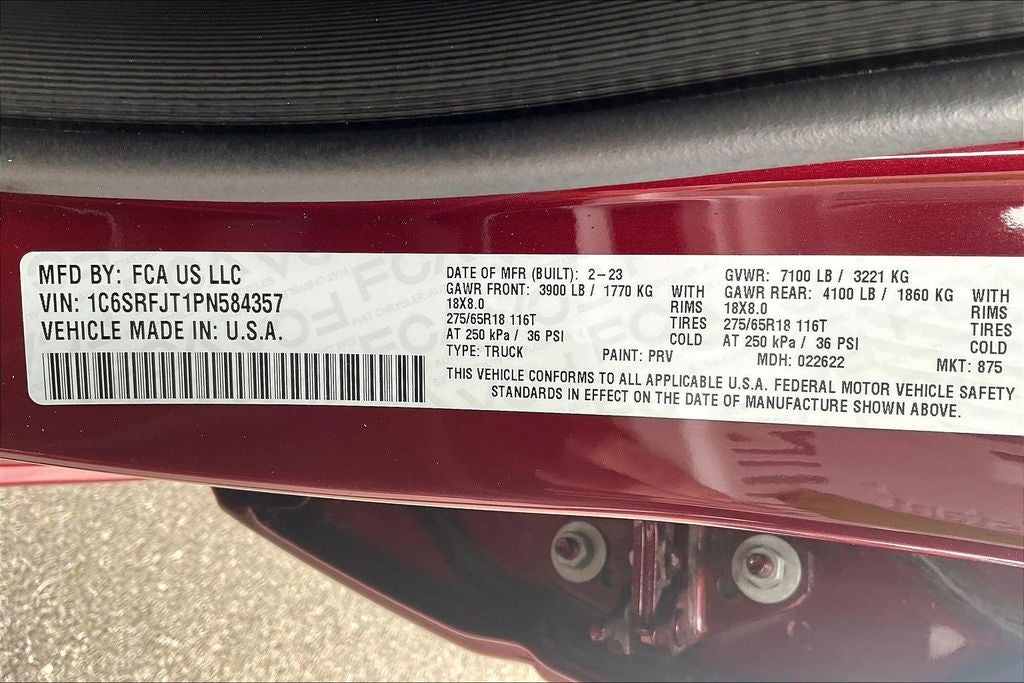 MFD BY: FCA US LLC
VIN: 1C6SRFJT1PN584357
VEHICLE MADE IN: U.S.A.
DATE OF MFR (BUILT): 2-23
GAWR FRONT: 3900 LB / 1770 KG WITH
18X8.0 RIMS
275/65R18 116T TIRES
AT 250 kPa / 36 PSI COLD
TYPE: TRUCK
GVWR: 7100 LB / 3221 KG
GAWR REAR: 4100 LB / 1860 KG WITH
18X8.0 RIMS
275/65R18 116T TIRES
AT 250 kPa / 36 PSI COLD
PAINT: PRV MDH: 022622 MKT: 875
THIS VEHICLE CONFORMS TO ALL APPLICABLE U.S.A. FEDERAL MOTOR VEHICLE SAFETY
STANDARDS IN EFFECT ON THE DATE OF MANUFACTURE SHOWN ABOVE.